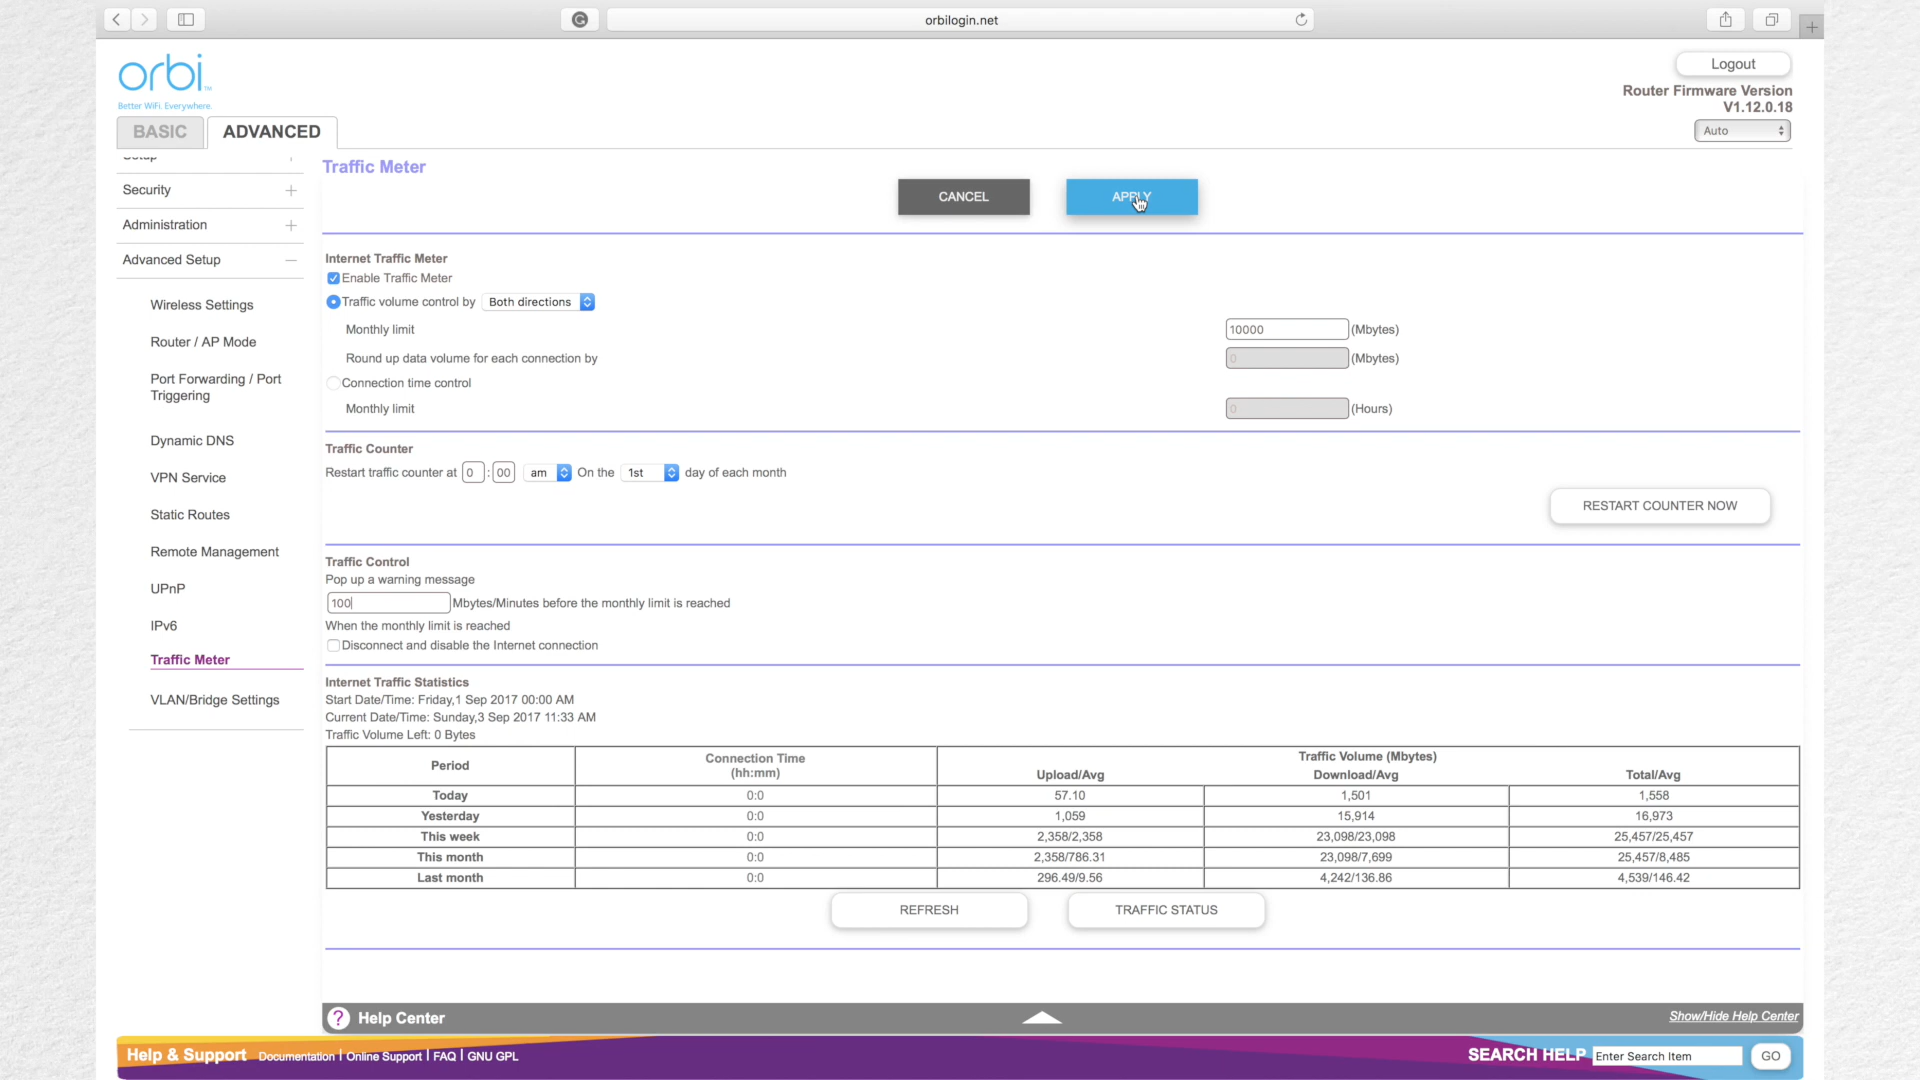 orbilogin.net
orbi™
Better WiFi. Everywhere.
Logout
Router Firmware Version
V1.12.0.18
Auto
BASIC
ADVANCED
Setup
Security
Administration
Advanced Setup
Wireless Settings
Router / AP Mode
Port Forwarding / Port
Triggering
Dynamic DNS
VPN Service
Static Routes
Remote Management
UPnP
IPv6
Traffic Meter
VLAN/Bridge Settings
Traffic Meter
CANCEL
APPLY
Internet Traffic Meter
Enable Traffic Meter
Traffic volume control by Both directions
Monthly limit 10000 (Mbytes)
Round up data volume for each connection by 0 (Mbytes)
Connection time control
Monthly limit 0 (Hours)
Traffic Counter
Restart traffic counter at 0 : 00 am On the 1st day of each month
RESTART COUNTER NOW
Traffic Control
Pop up a warning message
100 Mbytes/Minutes before the monthly limit is reached
When the monthly limit is reached
Disconnect and disable the Internet connection
Internet Traffic Statistics
Start Date/Time: Friday,1 Sep 2017 00:00 AM
Current Date/Time: Sunday,3 Sep 2017 11:33 AM
Traffic Volume Left: 0 Bytes
Period Connection Time (hh:mm) Traffic Volume (Mbytes)
Upload/Avg Download/Avg Total/Avg
Today 0:0 57.10 1,501 1,558
Yesterday 0:0 1,059 15,914 16,973
This week 0:0 2,358/2,358 23,098/23,098 25,457/25,457
This month 0:0 2,358/786.31 23,098/7,699 25,457/8,485
Last month 0:0 296.49/9.56 4,242/136.86 4,539/146.42
REFRESH
TRAFFIC STATUS
? Help Center
Show/Hide Help Center
Help & Support Documentation | Online Support | FAQ | GNU GPL
SEARCH HELP Enter Search Item GO